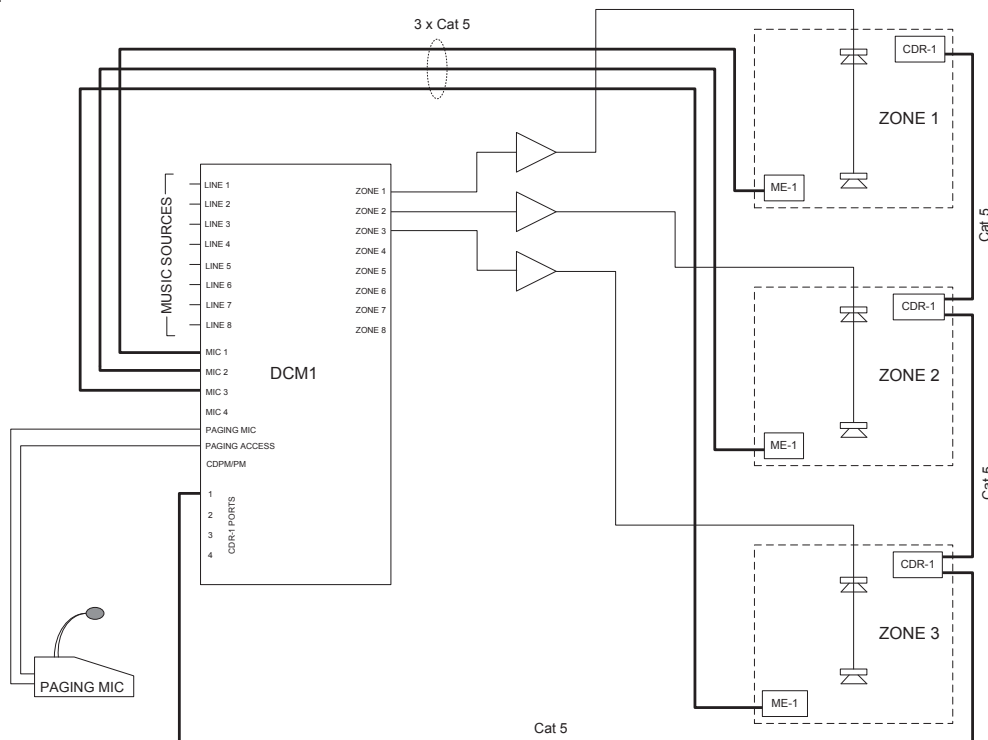 3 x Cat 5
CDR-1
ZONE 1
ME-1
Cat 5
MUSIC SOURCES
LINE 1
LINE 2
LINE 3
LINE 4
LINE 5
LINE 6
LINE 7
LINE 8
MIC 1
MIC 2
MIC 3
MIC 4
PAGING MIC
PAGING ACCESS
CDPM/PM
1
2
3
4
CDR-1 PORTS
DCM1
ZONE 1
ZONE 2
ZONE 3
ZONE 4
ZONE 5
ZONE 6
ZONE 7
ZONE 8
CDR-1
ZONE 2
ME-1
Cat 5
CDR-1
ZONE 3
ME-1
PAGING MIC
Cat 5